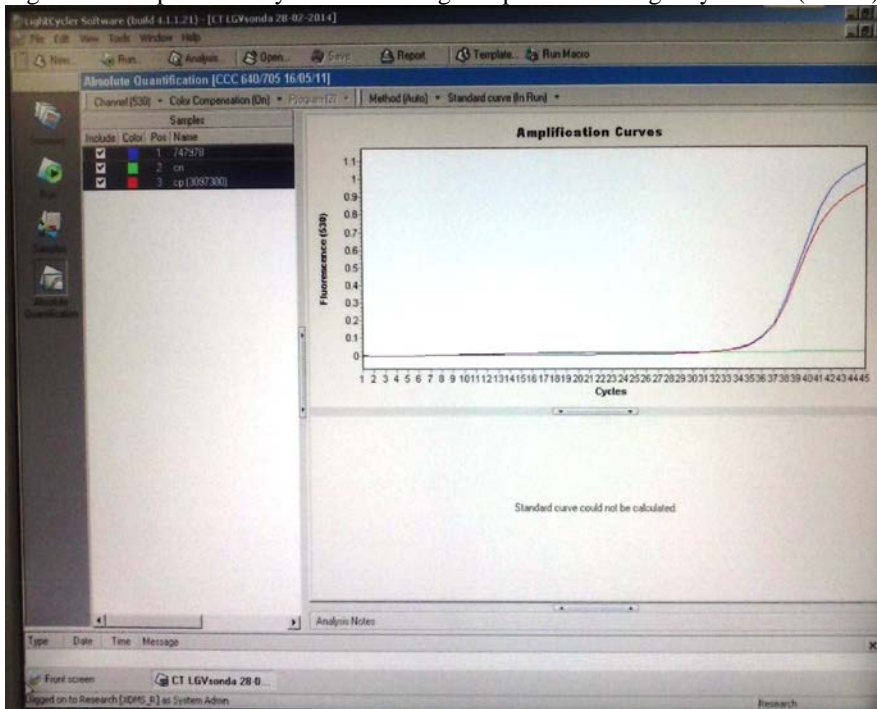 LightCycler Software (build 4.1.1.21) - [CT LGVsonda 28-02-2014]
File Edit View Tools Window Help
New... Run... Analysis... Open... Save Report Template... Run Macro
Absolute Quantification [CCC 640/705 16/05/11]
Channel (530) Color Compensation (On) Program (2) Method (Auto) Standard curve (In Run)
Samples
Include Color Pos Name
1 747978
2 cn
3 cp (3097300)
Run
Samples
Absolute Quantification
Amplification Curves
Fluorescence (530)
1.1
1
0.9
0.8
0.7
0.6
0.5
0.4
0.3
0.2
0.1
0
1 2 3 4 5 6 7 8 9 10 11 12 13 14 15 16 17 18 19 20 21 22 23 24 25 26 27 28 29 30 31 32 33 34 35 36 37 38 39 40 41 42 43 44 45
Cycles
Standard curve could not be calculated.
Analysis Notes
Type Date Time Message
Front screen CT LGVsonda 28-0...
Logged on to Research [XDMS_R] as System Admin
Research